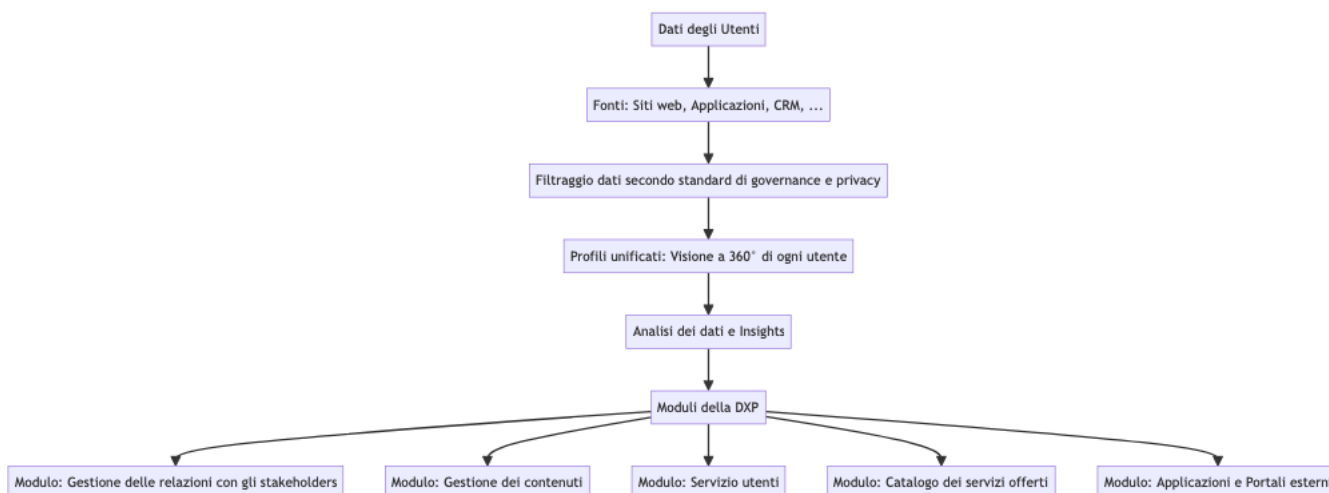 Dati degli Utenti
Fonti: Siti web, Applicazioni, CRM, ...
Filtraggio dati secondo standard di governance e privacy
Profili unificati: Visione a 360° di ogni utente
Analisi dei dati e Insights
Moduli della DXP
Modulo: Gestione delle relazioni con gli stakeholders
Modulo: Gestione dei contenuti
Modulo: Servizio utenti
Modulo: Catalogo dei servizi offerti
Modulo: Applicazioni e Portali esterni